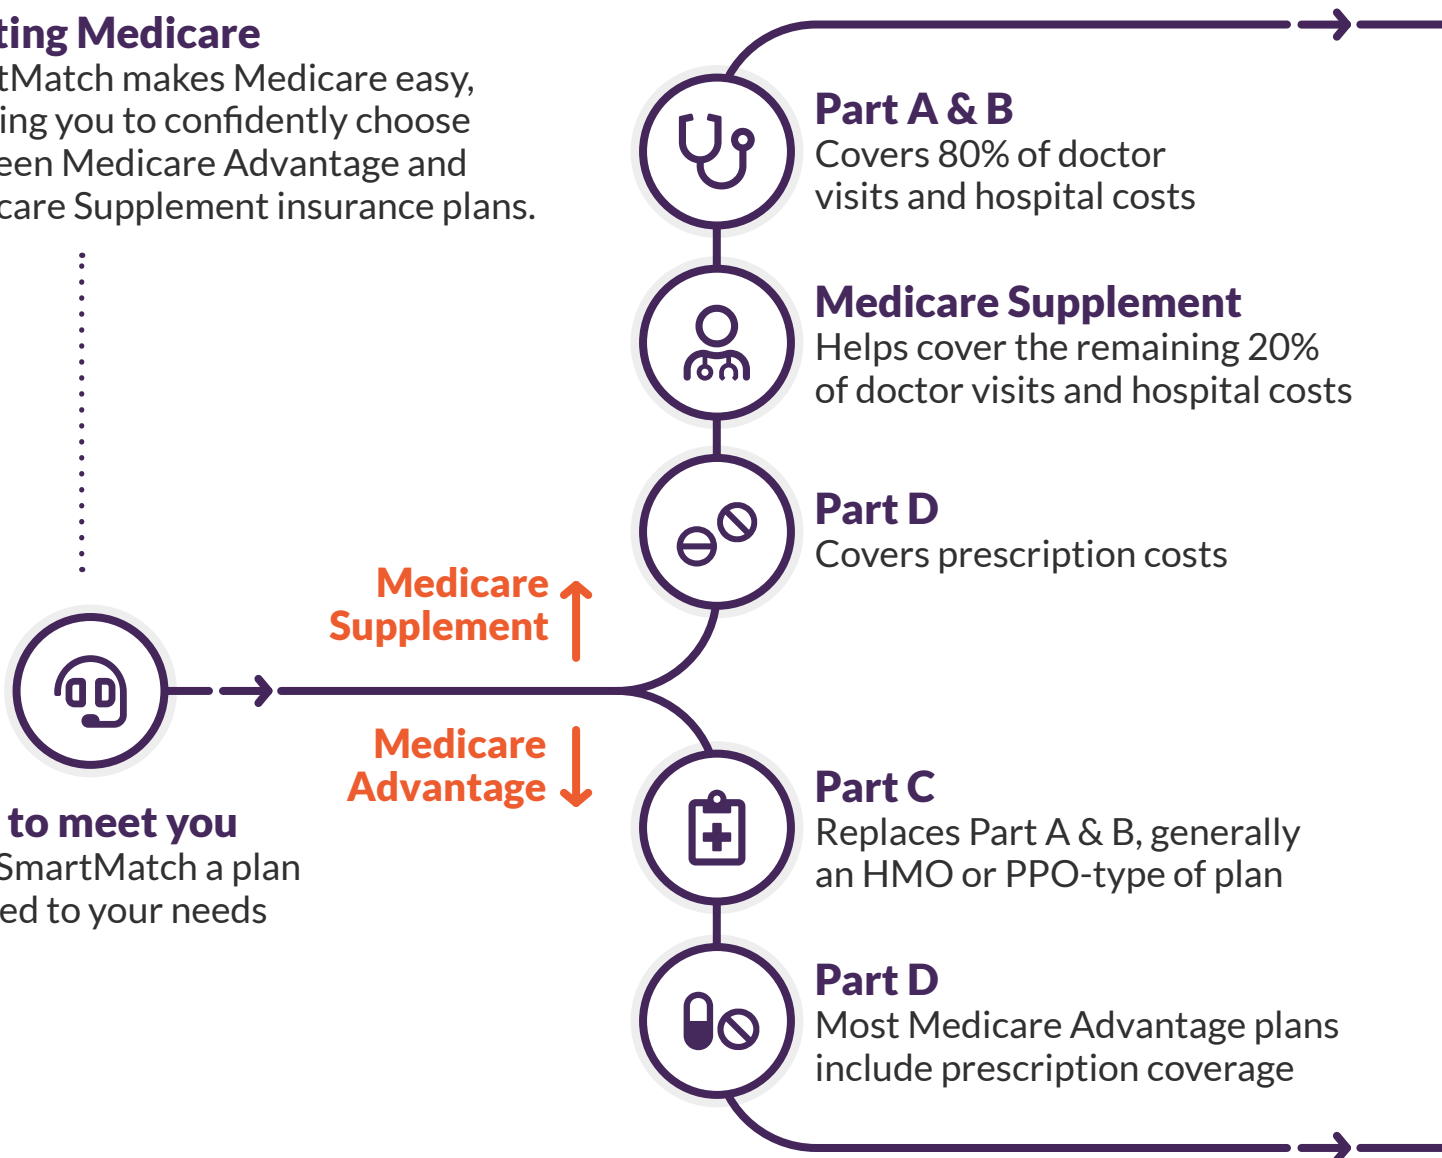 ting Medicare
tMatch makes Medicare easy,
ing you to confidently choose
een Medicare Advantage and
care Supplement insurance plans.
to meet you
SmartMatch a plan
ed to your needs
Medicare
Supplement
Medicare
Advantage
Part A & B
Covers 80% of doctor
visits and hospital costs
Medicare Supplement
Helps cover the remaining 20%
of doctor visits and hospital costs
Part D
Covers prescription costs
Part C
Replaces Part A & B, generally
an HMO or PPO-type of plan
Part D
Most Medicare Advantage plans
include prescription coverage